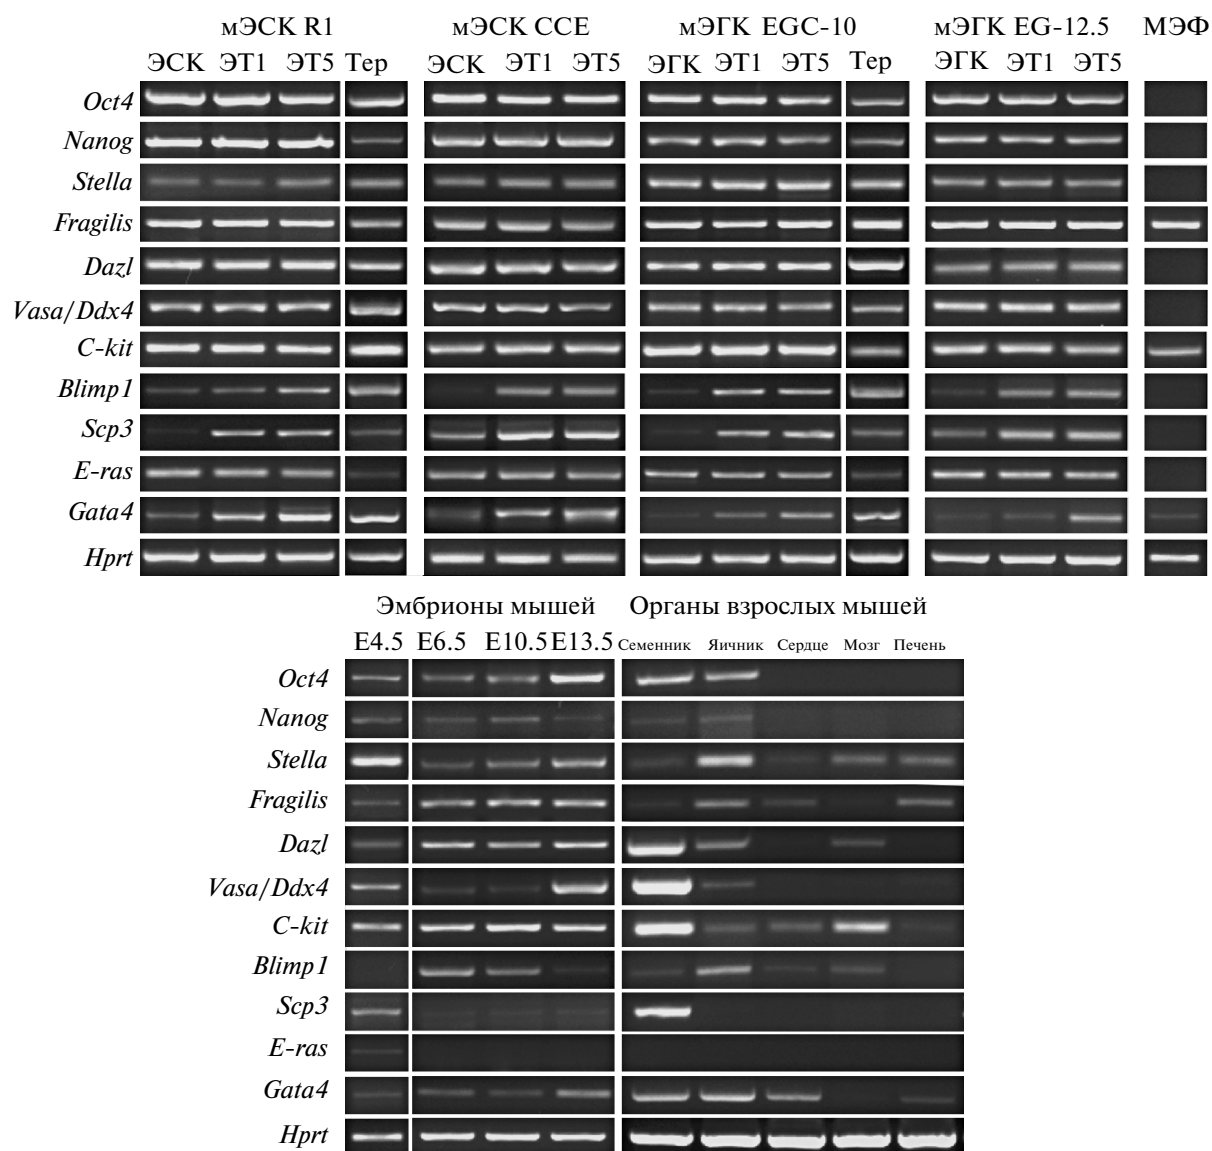 мЭСК R1 мЭСК CCE мЭГК EGC-10 мЭГК EG-12.5 МЭФ
ЭСК ЭТ1 ЭТ5 Тер ЭСК ЭТ1 ЭТ5 ЭГК ЭТ1 ЭТ5 Тер ЭГК ЭТ1 ЭТ5
Oct4
Nanog
Stella
Fragilis
Dazl
Vasa/Ddx4
C-kit
Blimp1
Scp3
E-ras
Gata4
Hprt
Эмбрионы мышей Органы взрослых мышей
E4.5 E6.5 E10.5 E13.5 Семенник Яичник Сердце Мозг Печень
Oct4
Nanog
Stella
Fragilis
Dazl
Vasa/Ddx4
C-kit
Blimp1
Scp3
E-ras
Gata4
Hprt